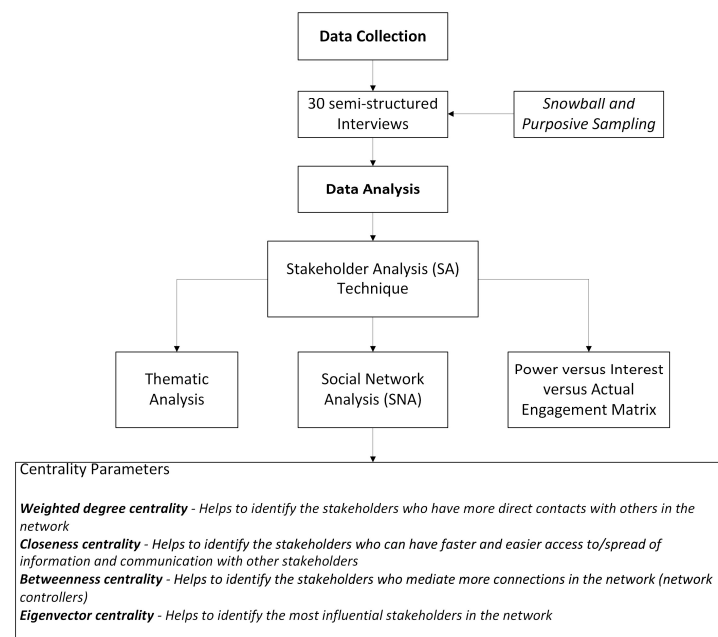 Data Collection
30 semi-structured
Interviews
Snowball and
Purposive Sampling
Data Analysis
Stakeholder Analysis (SA)
Technique
Thematic
Analysis
Social Network
Analysis (SNA)
Power versus Interest
versus Actual
Engagement Matrix
Centrality Parameters
Weighted degree centrality - Helps to identify the stakeholders who have more direct contacts with others in the
network
Closeness centrality - Helps to identify the stakeholders who can have faster and easier access to/spread of
information and communication with other stakeholders
Betweenness centrality - Helps to identify the stakeholders who mediate more connections in the network (network
controllers)
Eigenvector centrality - Helps to identify the most influential stakeholders in the network